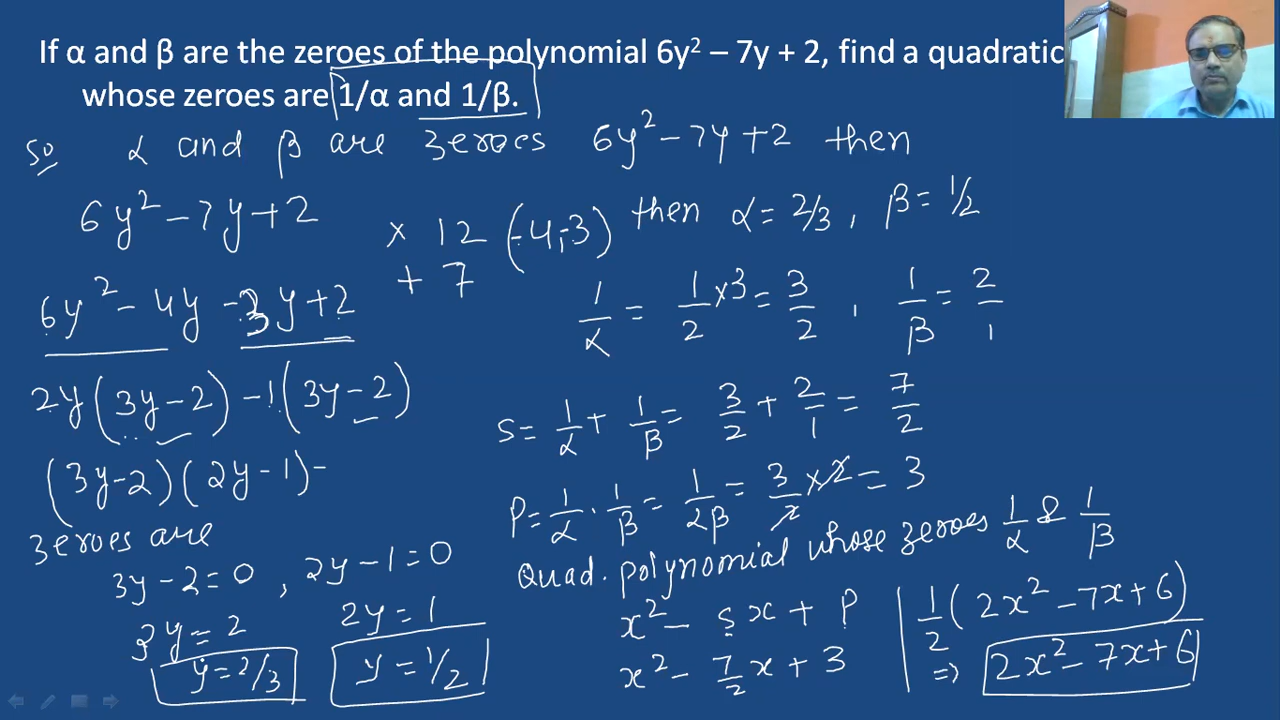 If α and β are the zeroes of the polynomial 6y² – 7y + 2, find a quadratic
whose zeroes are 1/α and 1/β.
So α and β are zeroes 6y² - 7y + 2 then
6y² - 7y + 2
× 12 (-4,-3)
+ 7
6y² - 4y - 3y + 2
2y(3y-2) - 1(3y-2)
(3y-2)(2y-1)-
zeroes are
3y-2=0, 2y-1=0
3y=2
2y=1
y=2/3
y=1/2
then α = 2/3, β = 1/2
1/α = 1/2 × 3 = 3/2, 1/β = 2/1
S = 1/α + 1/β = 3/2 + 2/1 = 7/2
P = 1/α · 1/β = 1/αβ = 3/2 × 2 = 3
Quad. polynomial whose zeroes 1/α & 1/β
x² - Sx + P
x² - 7/2 x + 3
1/2 (2x² - 7x + 6)
⇒ 2x² - 7x + 6